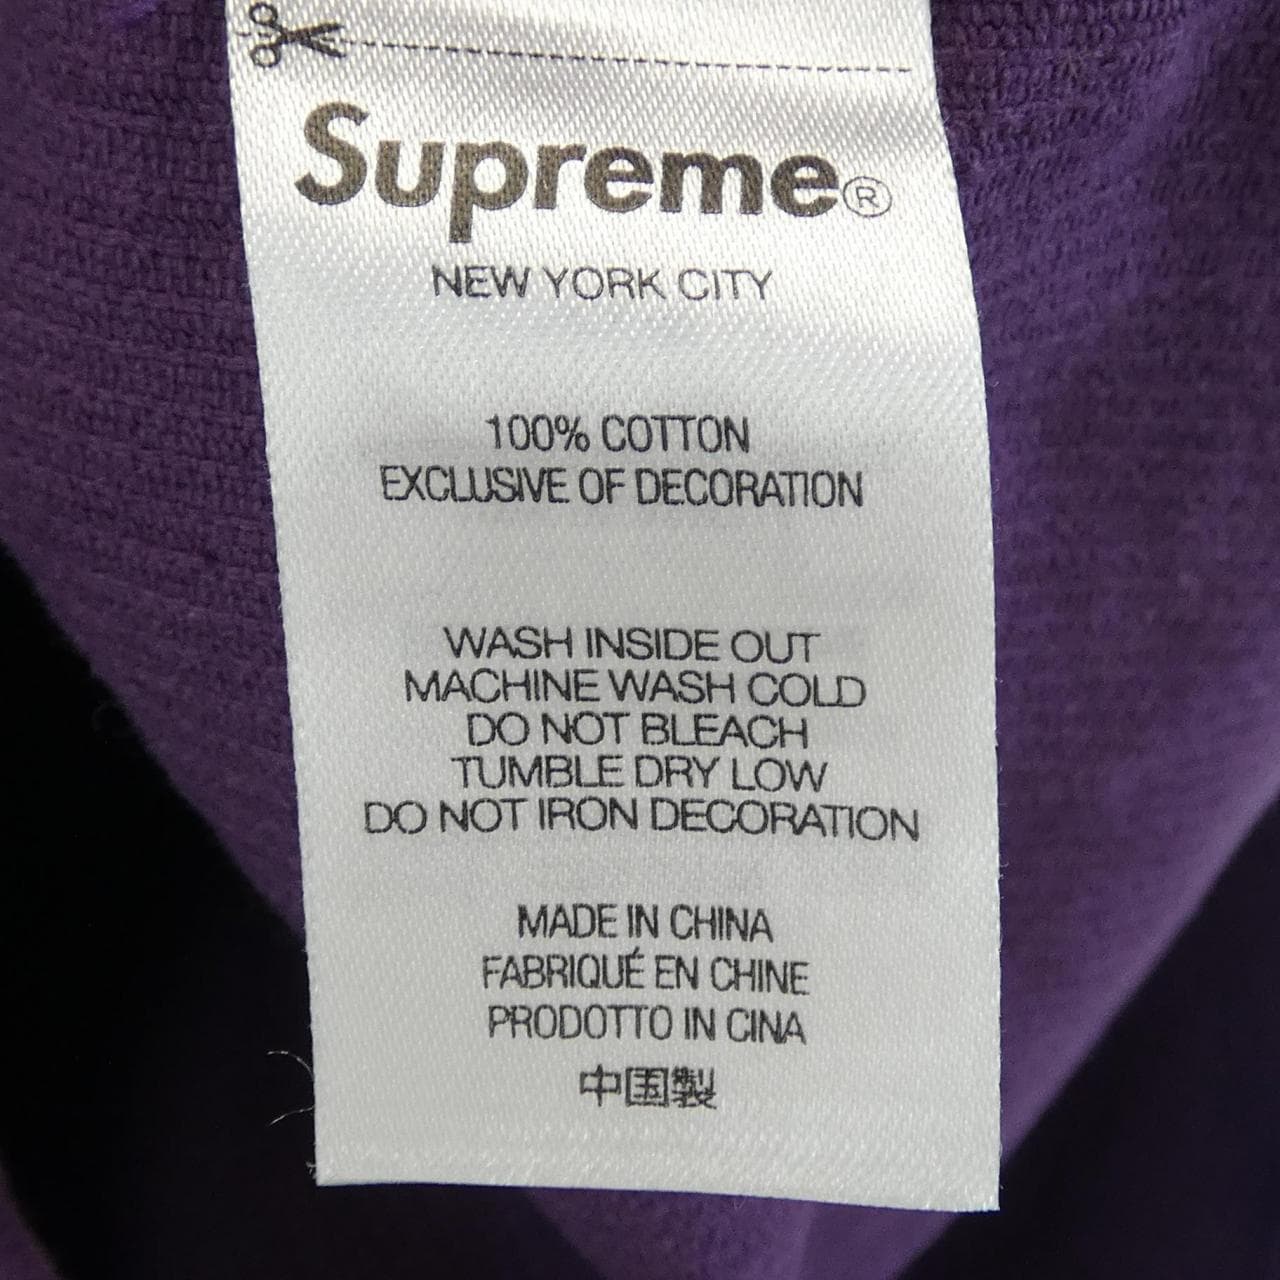 Supreme®
NEW YORK CITY
100% COTTON
EXCLUSIVE OF DECORATION
WASH INSIDE OUT
MACHINE WASH COLD
DO NOT BLEACH
TUMBLE DRY LOW
DO NOT IRON DECORATION
MADE IN CHINA
FABRIQUÉ EN CHINE
PRODOTTO IN CINA
中国製